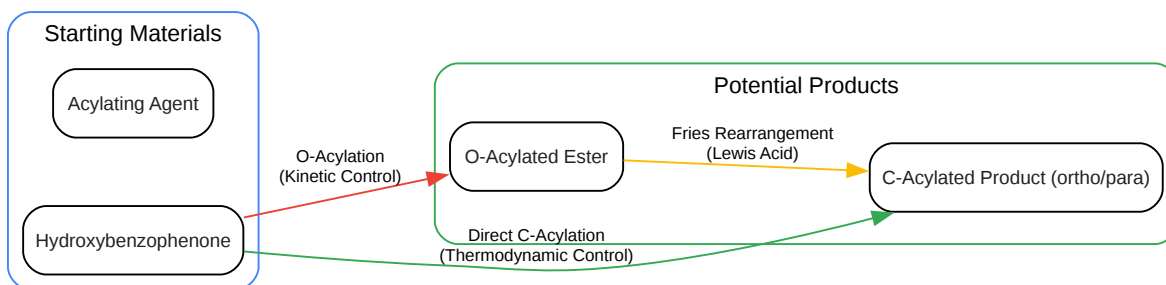 Starting Materials
Acylating Agent
Hydroxybenzophenone
O-Acylation
(Kinetic Control)
Potential Products
O-Acylated Ester
Fries Rearrangement
(Lewis Acid)
C-Acylated Product (ortho/para)
Direct C-Acylation
(Thermodynamic Control)